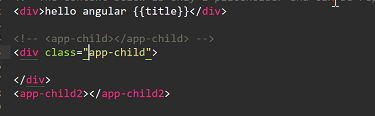 <div>hello angular {{title}}</div>
<!-- <app-child></app-child> -->
<div class="app-child">
</div>
<app-child2></app-child2>